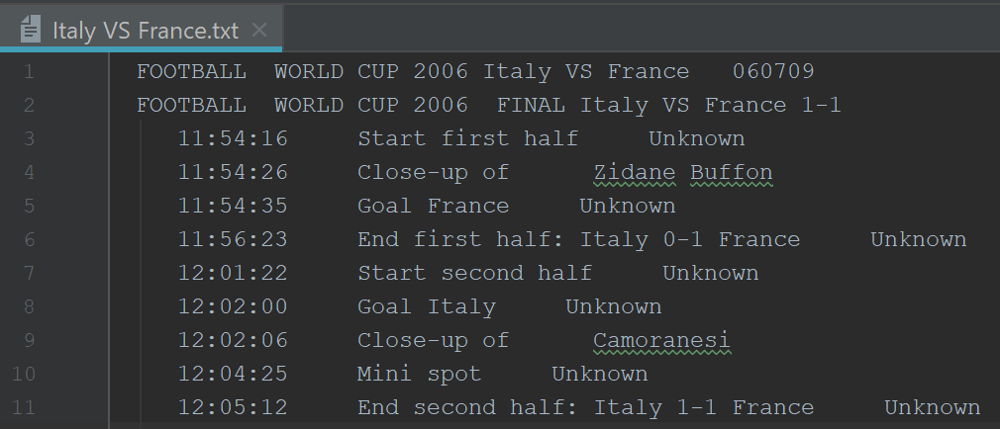 Italy VS France.txt
1 FOOTBALL  WORLD CUP 2006 Italy VS France   060709
2 FOOTBALL  WORLD CUP 2006  FINAL Italy VS France 1-1
3 11:54:16     Start first half     Unknown
4 11:54:26     Close-up of      Zidane Buffon
5 11:54:35     Goal France     Unknown
6 11:56:23     End first half: Italy 0-1 France     Unknown
7 12:01:22     Start second half     Unknown
8 12:02:00     Goal Italy     Unknown
9 12:02:06     Close-up of      Camoranesi
10 12:04:25     Mini spot     Unknown
11 12:05:12     End second half: Italy 1-1 France     Unknown